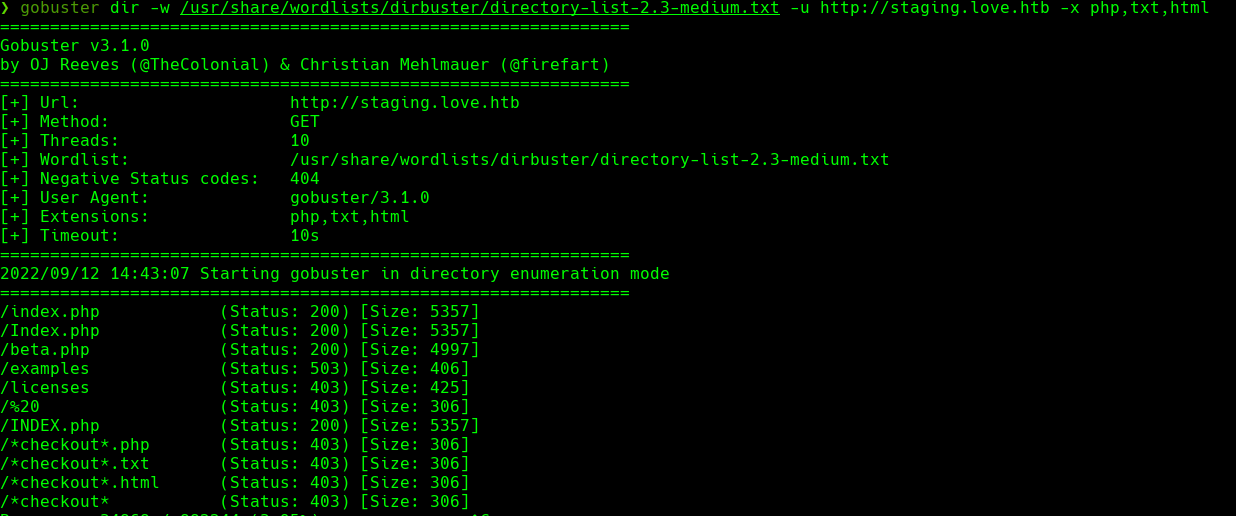 ❯ gobuster dir -w /usr/share/wordlists/dirbuster/directory-list-2.3-medium.txt -u http://staging.love.htb -x php,txt,html
===============================================================
Gobuster v3.1.0
by OJ Reeves (@TheColonial) & Christian Mehlmauer (@firefart)
===============================================================
[+] Url:                     http://staging.love.htb
[+] Method:                  GET
[+] Threads:                 10
[+] Wordlist:                /usr/share/wordlists/dirbuster/directory-list-2.3-medium.txt
[+] Negative Status codes:   404
[+] User Agent:              gobuster/3.1.0
[+] Extensions:              php,txt,html
[+] Timeout:                 10s
===============================================================
2022/09/12 14:43:07 Starting gobuster in directory enumeration mode
===============================================================
/index.php            (Status: 200) [Size: 5357]
/Index.php            (Status: 200) [Size: 5357]
/beta.php             (Status: 200) [Size: 4997]
/examples             (Status: 503) [Size: 406]
/licenses             (Status: 403) [Size: 425]
/%20                  (Status: 403) [Size: 306]
/INDEX.php            (Status: 200) [Size: 5357]
/*checkout*.php       (Status: 403) [Size: 306]
/*checkout*.txt       (Status: 403) [Size: 306]
/*checkout*.html      (Status: 403) [Size: 306]
/*checkout*           (Status: 403) [Size: 306]